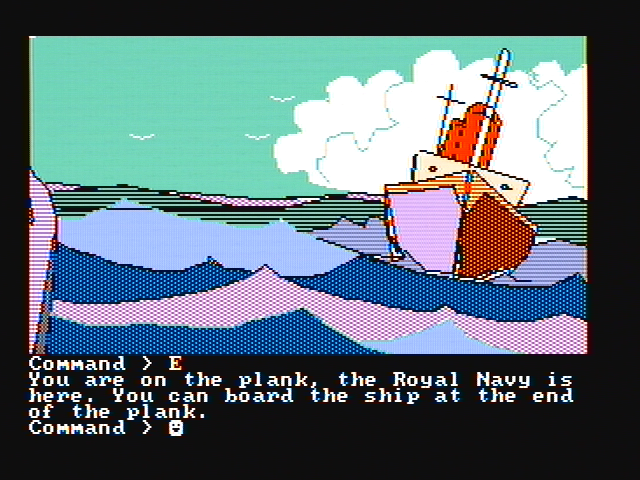 Command > E
You are on the plank, the Royal Navy is
here. You can board the ship at the end
of the plank.
Command >